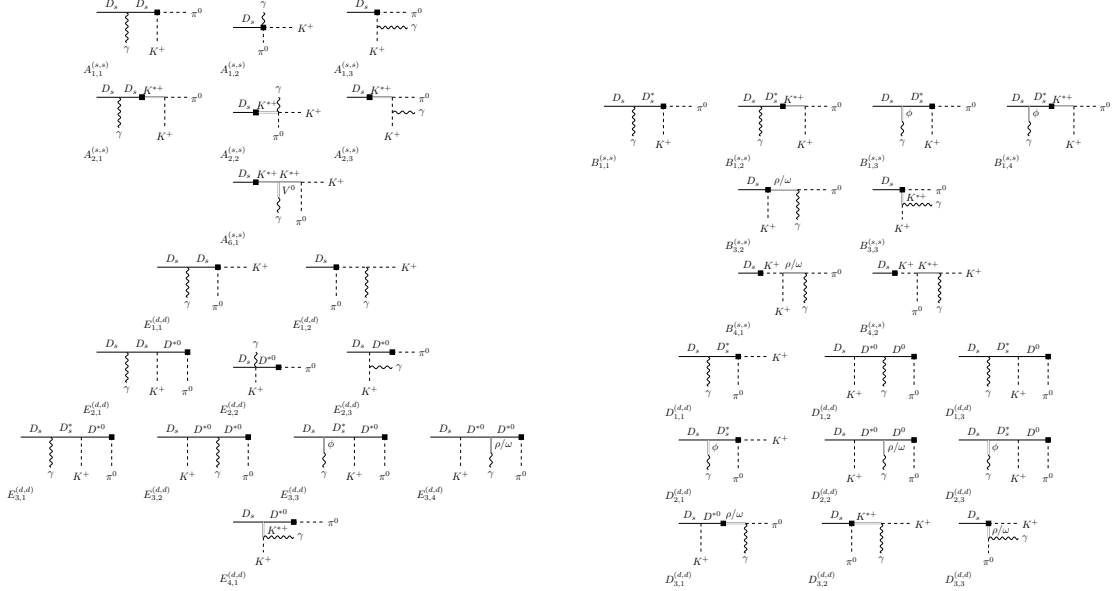 D_s D_s π^0
γ K^+
A_{1,1}^{(s,s)}
γ
D_s K^+
π^0
A_{1,2}^{(s,s)}
D_s π^0
γ
K^+
A_{1,3}^{(s,s)}
D_s D_s K^{*+} π^0
γ K^+
A_{2,1}^{(s,s)}
γ
D_s K^{*+} K^+
π^0
A_{2,2}^{(s,s)}
D_s K^{*+} π^0
γ
K^+
A_{2,3}^{(s,s)}
D_s K^{*+} K^{*+} K^+
V^0
γ π^0
A_{6,1}^{(s,s)}
D_s D_s K^+
γ π^0
E_{1,1}^{(d,d)}
D_s K^+
π^0 γ
E_{1,2}^{(d,d)}
D_s D_s D^{*0}
γ K^+ π^0
E_{2,1}^{(d,d)}
γ
D_s D^{*0} π^0
K^+
E_{2,2}^{(d,d)}
D_s D^{*0} π^0
γ
K^+
E_{2,3}^{(d,d)}
D_s D_s^* D^{*0}
γ K^+ π^0
E_{3,1}^{(d,d)}
D_s D^{*0} D^{*0}
K^+ γ π^0
E_{3,2}^{(d,d)}
D_s D_s^* D^{*0}
φ
γ K^+ π^0
E_{3,3}^{(d,d)}
D_s D^{*0} D^{*0}
ρ/ω
K^+ γ π^0
E_{3,4}^{(d,d)}
D_s D^{*0} π^0
K^{*+}
γ
K^+
E_{4,1}^{(d,d)}
D_s D_s^* π^0
γ K^+
B_{1,1}^{(s,s)}
D_s D_s^* K^{*+} π^0
γ K^+
B_{1,2}^{(s,s)}
D_s D_s^* π^0
φ
γ K^+
B_{1,3}^{(s,s)}
D_s D_s^* K^{*+} π^0
φ
γ K^+
B_{1,4}^{(s,s)}
D_s ρ/ω π^0
K^+ γ
B_{3,2}^{(s,s)}
D_s π^0
K^{*+}
γ
K^+
B_{3,3}^{(s,s)}
D_s K^+ ρ/ω π^0
K^+ γ
B_{4,1}^{(s,s)}
D_s K^+ K^{*+} K^+
π^0 γ
B_{4,2}^{(s,s)}
D_s D_s^* K^+
γ π^0
D_{1,1}^{(d,d)}
D_s D^{*0} D^0
K^+ γ π^0
D_{1,2}^{(d,d)}
D_s D_s^* D^0
γ K^+ π^0
D_{1,3}^{(d,d)}
D_s D_s^* K^+
φ
γ π^0
D_{2,1}^{(d,d)}
D_s D^{*0} D^0
ρ/ω
K^+ γ π^0
D_{2,2}^{(d,d)}
D_s D_s^* D^0
φ
γ K^+ π^0
D_{2,3}^{(d,d)}
D_s D^{*0} ρ/ω π^0
K^+ γ
D_{3,1}^{(d,d)}
D_s K^{*+} K^+
π^0 γ
D_{3,2}^{(d,d)}
D_s K^+
ρ/ω
γ
π^0
D_{3,3}^{(d,d)}